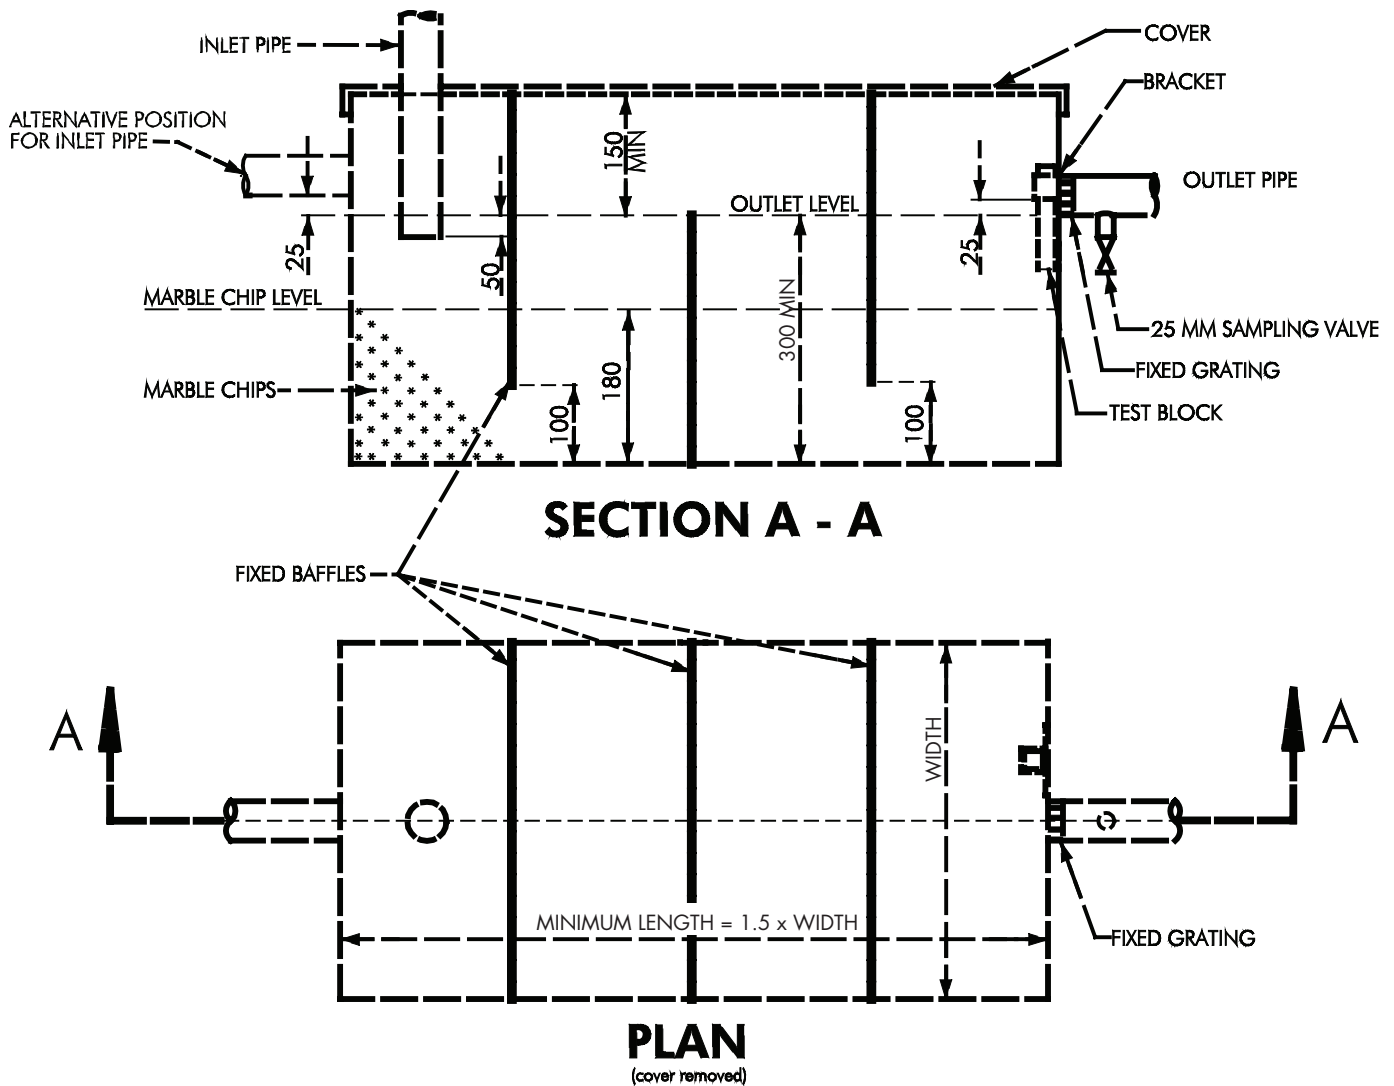 INLET PIPE
COVER
BRACKET
ALTERNATIVE POSITION
FOR INLET PIPE
150
MIN
OUTLET PIPE
OUTLET LEVEL
25
50
25
MARBLE CHIP LEVEL
300 MIN
25 MM SAMPLING VALVE
FIXED GRATING
MARBLE CHIPS
180
100
100
TEST BLOCK
SECTION A - A
FIXED BAFFLES
A
A
WIDTH
MINIMUM LENGTH = 1.5 x WIDTH
FIXED GRATING
PLAN
(cover removed)